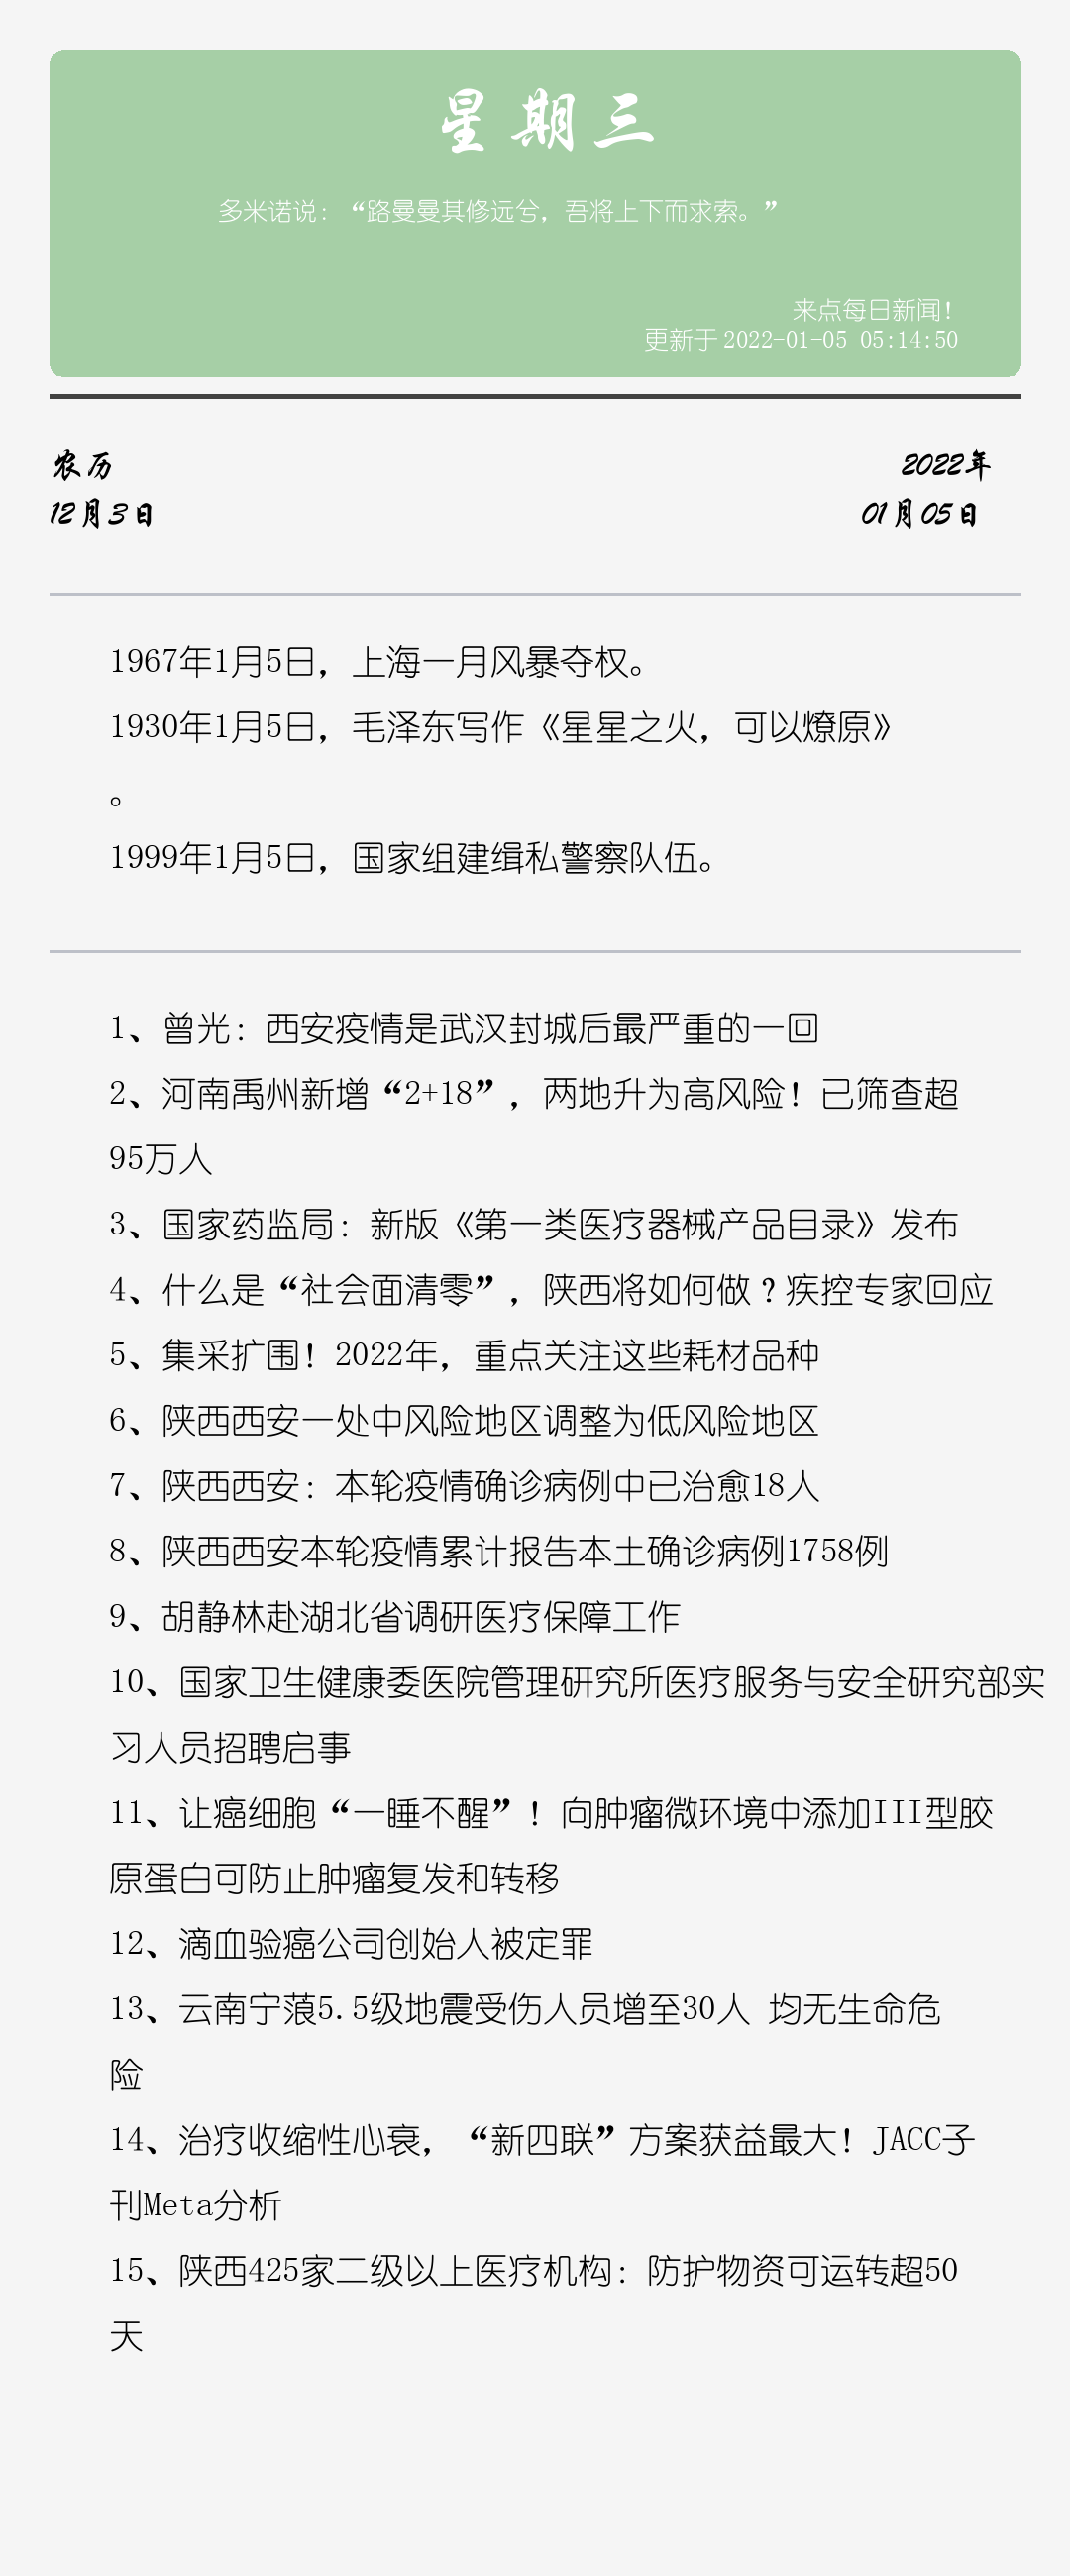 星期三
多米诺说：“路曼曼其修远兮，吾将上下而求索。”
来点每日新闻！
更新于2022-01-05 05:14:50
农历
2022年
12月3日
01月05日
1967年1月5日，上海一月风暴夺权。
1930年1月5日，毛泽东写作《星星之火，可以燎原》
。
1999年1月5日，国家组建缉私警察队伍。
1、曾光：西安疫情是武汉封城后最严重的一回
2、河南禹州新增“2+18”，两地升为高风险！已筛查超
95万人
3、国家药监局：新版《第一类医疗器械产品目录》发布
4、什么是“社会面清零”，陕西将如何做？疾控专家回应
5、集采扩围！2022年，重点关注这些耗材品种
6、陕西西安一处中风险地区调整为低风险地区
7、陕西西安：本轮疫情确诊病例中已治愈18人
8、陕西西安本轮疫情累计报告本土确诊病例1758例
9、胡静林赴湖北省调研医疗保障工作
10、国家卫生健康委医院管理研究所医疗服务与安全研究部实
习人员招聘启事
11、让癌细胞“一睡不醒”！向肿瘤微环境中添加III型胶
原蛋白可防止肿瘤复发和转移
12、滴血验癌公司创始人被定罪
13、云南宁蒗5.5级地震受伤人员增至30人 均无生命危
险
14、治疗收缩性心衰，“新四联”方案获益最大！JACC子
刊Meta分析
15、陕西425家二级以上医疗机构：防护物资可运转超50
天